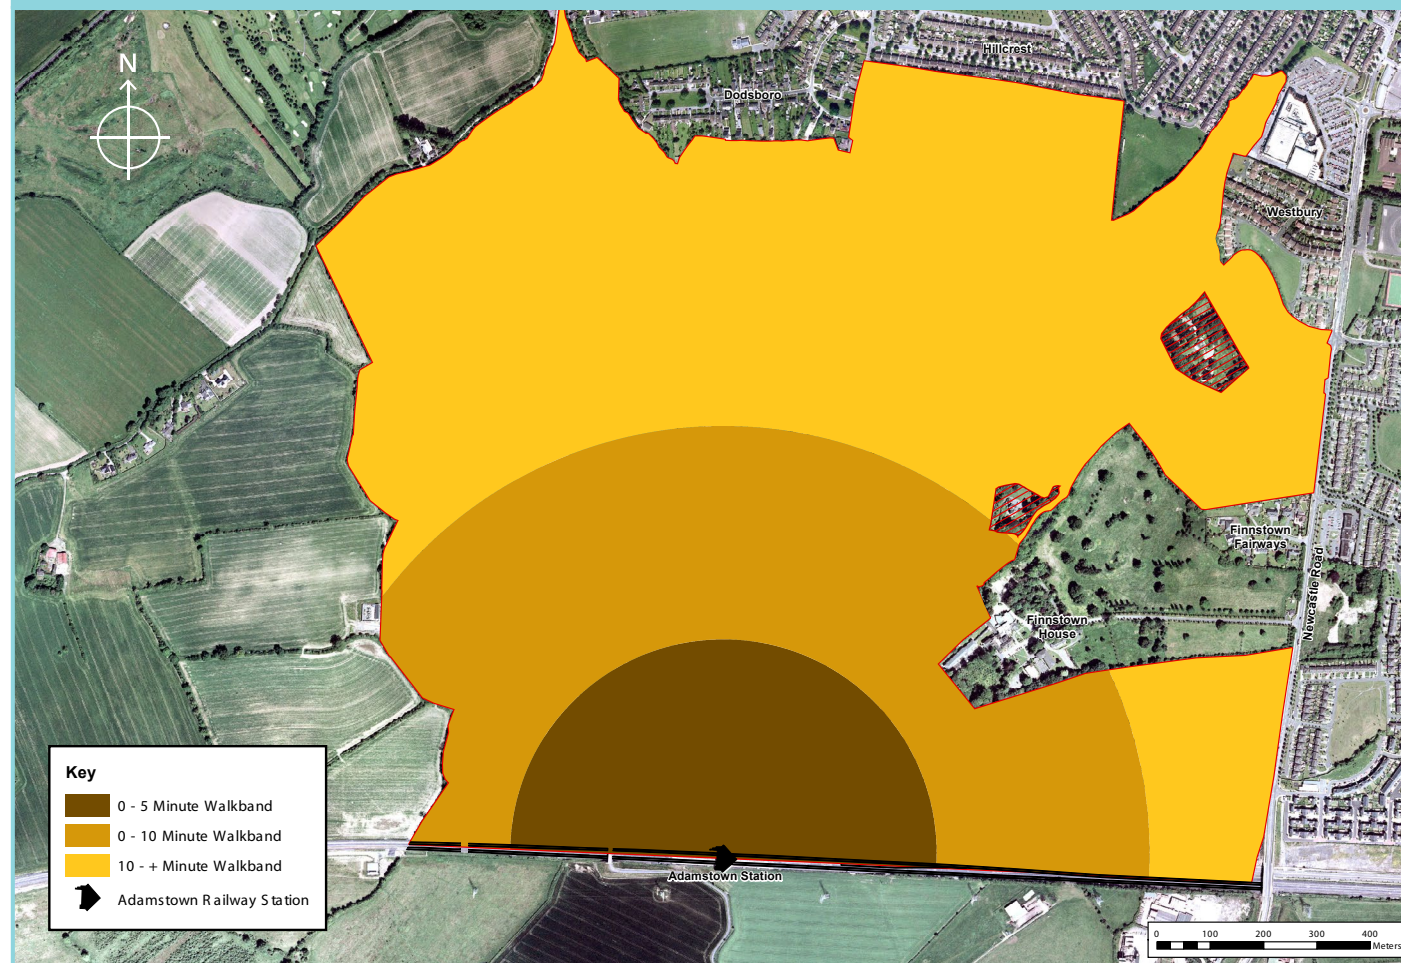 N
Hillcrest
Dodsboro
Westbury
Finnstown
Fairways
Newcastle Road
Finnstown
House
Adamstown Station
Key
0 - 5 Minute Walkband
0 - 10 Minute Walkband
10 - + Minute Walkband
Adamstown Railway Station
0 100 200 300 400
Meters